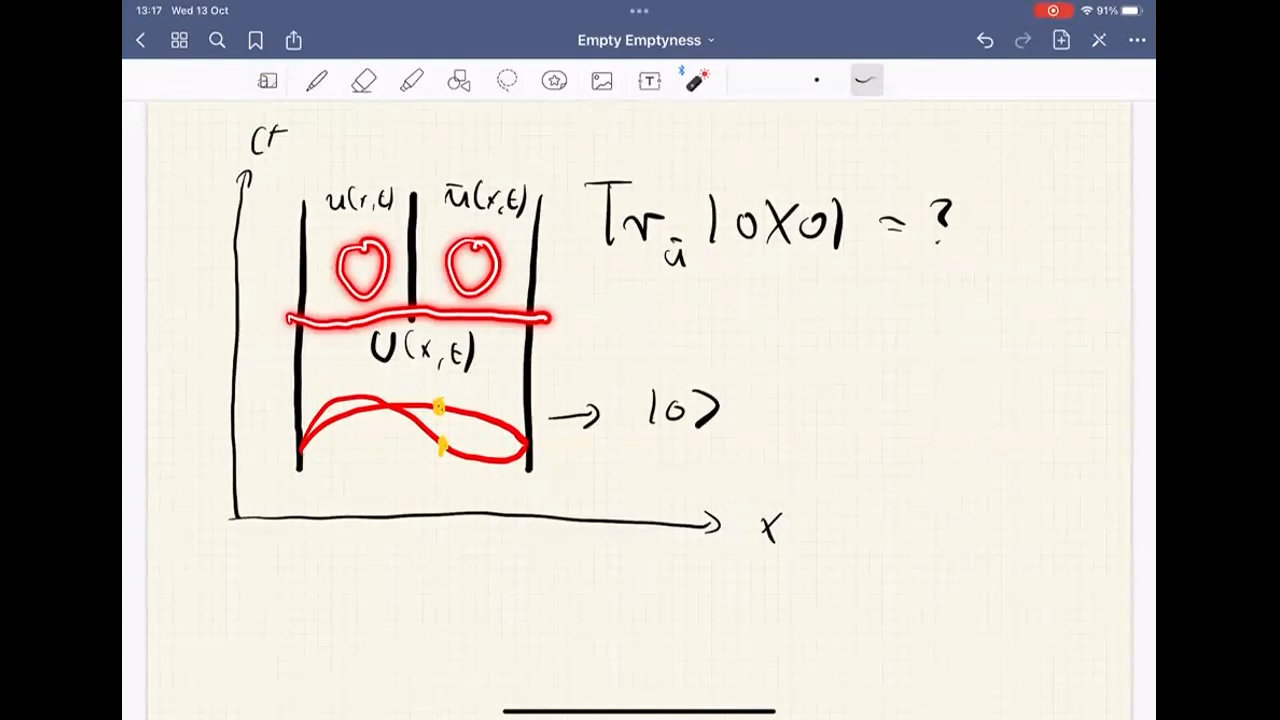 13:17 Wed 13 Oct
91%
Empty Emptyness
T
ct
u(x,t) ū(x,t)
Tr_ū |0⟩⟨0| = ?
U(x,t)
→ |0⟩
x